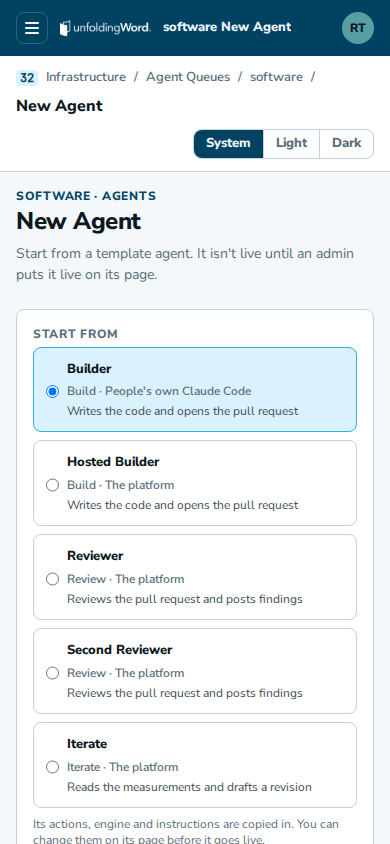 unfoldingWord. software New Agent RT
32 Infrastructure / Agent Queues / software /
New Agent
System Light Dark
SOFTWARE · AGENTS
New Agent
Start from a template agent. It isn't live until an admin
puts it live on its page.
START FROM
Builder
Build · People's own Claude Code
Writes the code and opens the pull request
Hosted Builder
Build · The platform
Writes the code and opens the pull request
Reviewer
Review · The platform
Reviews the pull request and posts findings
Second Reviewer
Review · The platform
Reviews the pull request and posts findings
Iterate
Iterate · The platform
Reads the measurements and drafts a revision
Its actions, engine and instructions are copied in. You can
change them on its page before it goes live.